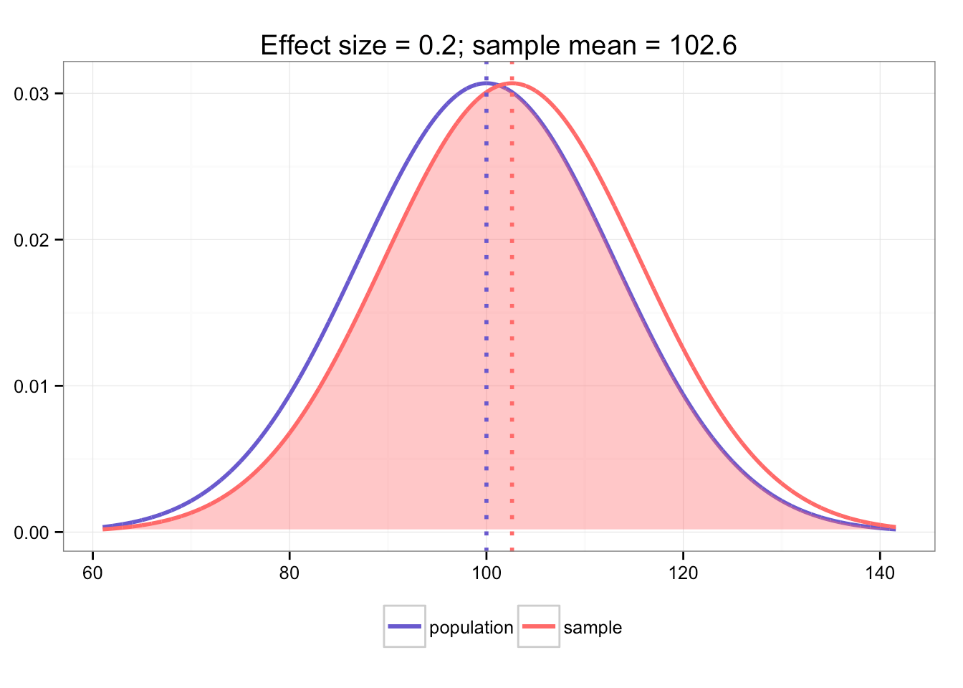 Effect size = 0.2; sample mean = 102.6
0.03
0.02
0.01
0.00
60 80 100 120 140
population sample